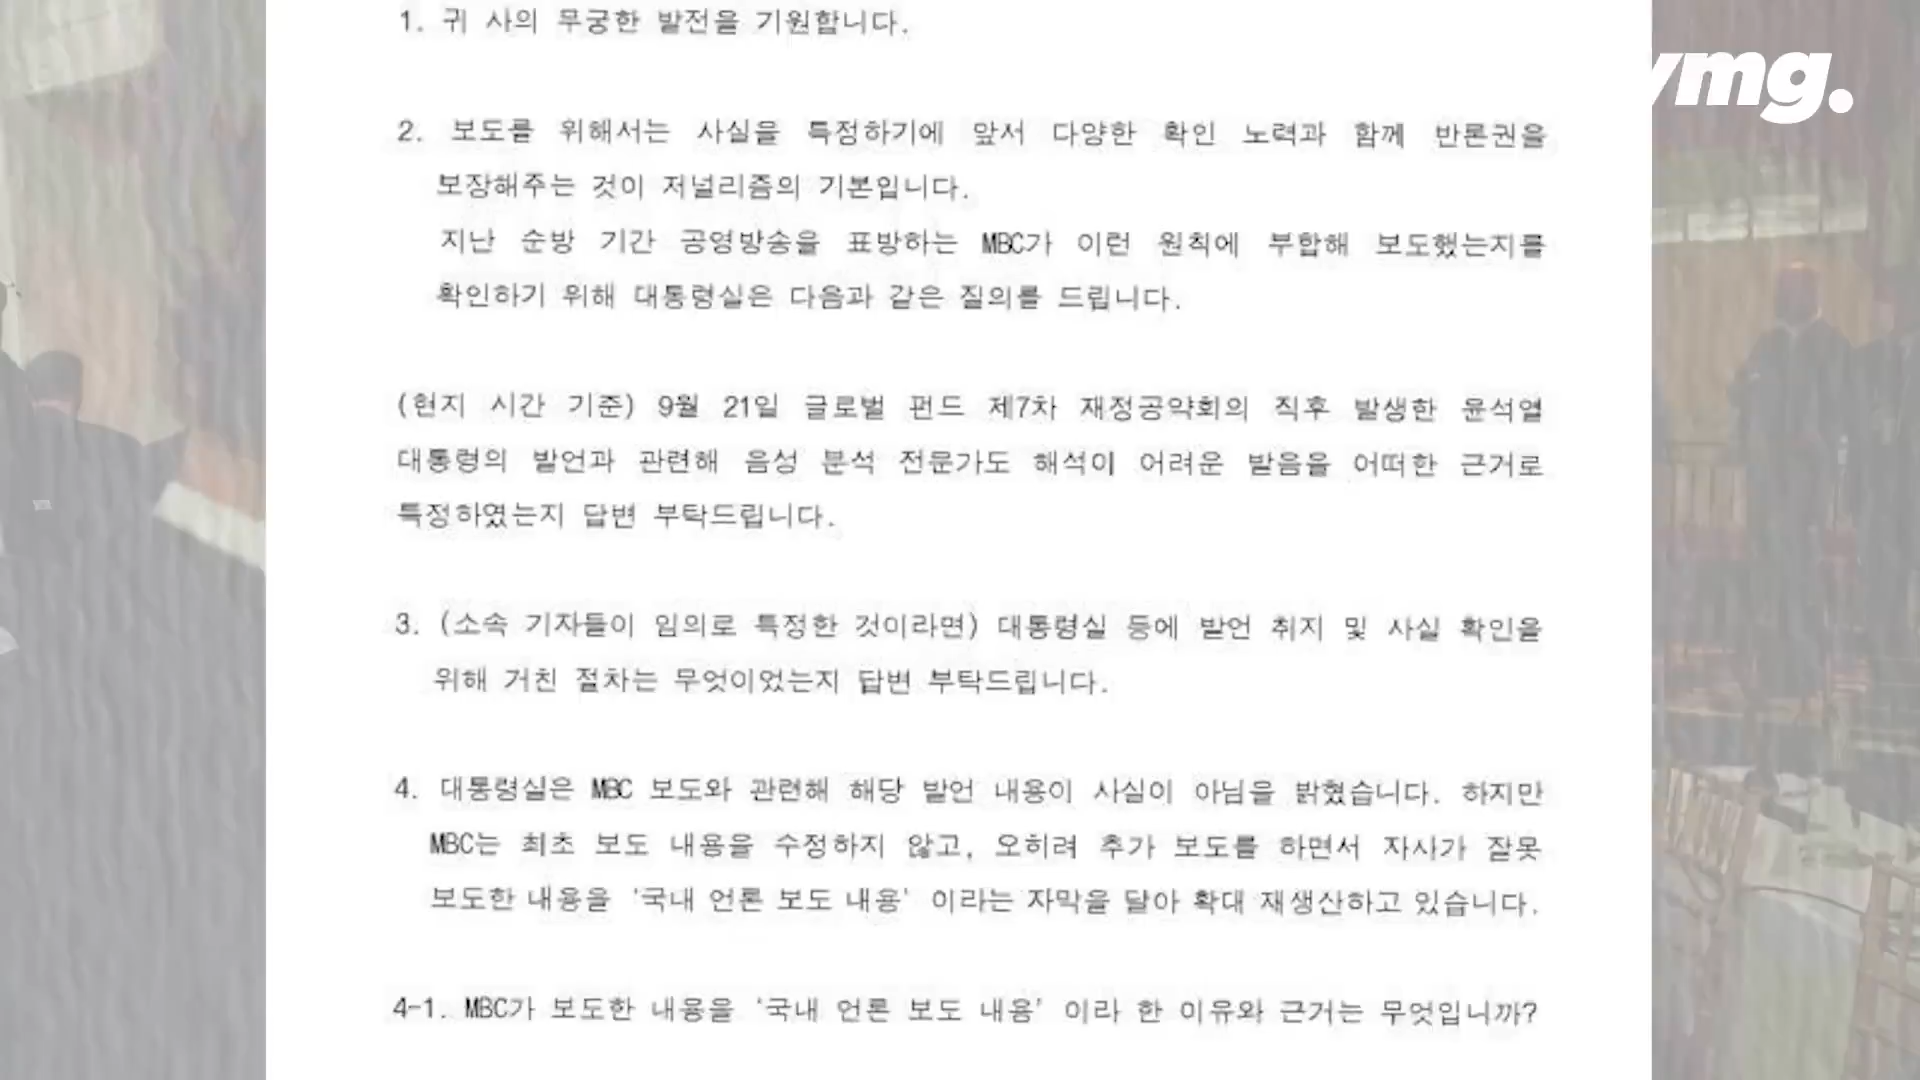 1. 귀 사의 무궁한 발전을 기원합니다.
vmg.
2. 보도를 위해서는 사실을 특정하기에 앞서 다양한 확인 노력과 함께 반론권을
보장해주는 것이 저널리즘의 기본입니다.
지난 순방 기간 공영방송을 표방하는 MBC가 이런 원칙에 부합해 보도했는지를
확인하기 위해 대통령실은 다음과 같은 질의를 드립니다.
(현지 시간 기준) 9월 21일 글로벌 펀드 제7차 재정공약회의 직후 발생한 윤석열
대통령의 발언과 관련해 음성 분석 전문가도 해석이 어려운 발음을 어떠한 근거로
특정하였는지 답변 부탁드립니다.
3. (소속 기자들이 임의로 특정한 것이라면) 대통령실 등에 발언 취지 및 사실 확인을
위해 거친 절차는 무엇이었는지 답변 부탁드립니다.
4. 대통령실은 MBC 보도와 관련해 해당 발언 내용이 사실이 아님을 밝혔습니다. 하지만
MBC는 최초 보도 내용을 수정하지 않고, 오히려 추가 보도를 하면서 자사가 잘못
보도한 내용을 '국내 언론 보도 내용' 이라는 자막을 달아 확대 재생산하고 있습니다.
4-1. MBC가 보도한 내용을 '국내 언론 보도 내용' 이라 한 이유와 근거는 무엇입니까?